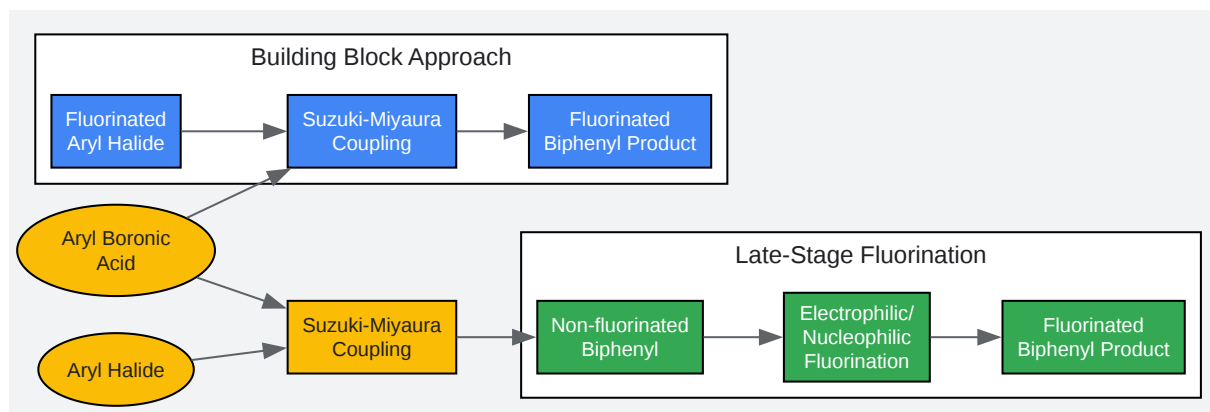 Building Block Approach
Fluorinated
Aryl Halide
Suzuki-Miyaura
Coupling
Fluorinated
Biphenyl Product
Aryl Boronic
Acid
Aryl Halide
Suzuki-Miyaura
Coupling
Late-Stage Fluorination
Non-fluorinated
Biphenyl
Electrophilic/
Nucleophilic
Fluorination
Fluorinated
Biphenyl Product